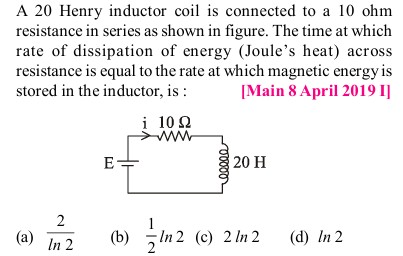 A 20 Henry inductor coil is connected to a 10 ohm
resistance in series as shown in figure. The time at which
rate of dissipation of energy (Joule's heat) across
resistance is equal to the rate at which magnetic energy is
stored in the inductor, is : [Main 8 April 2019 I]
i 10 Ω
E 20 H
(a) 2/ln 2 (b) 1/2 ln 2 (c) 2 ln 2 (d) ln 2